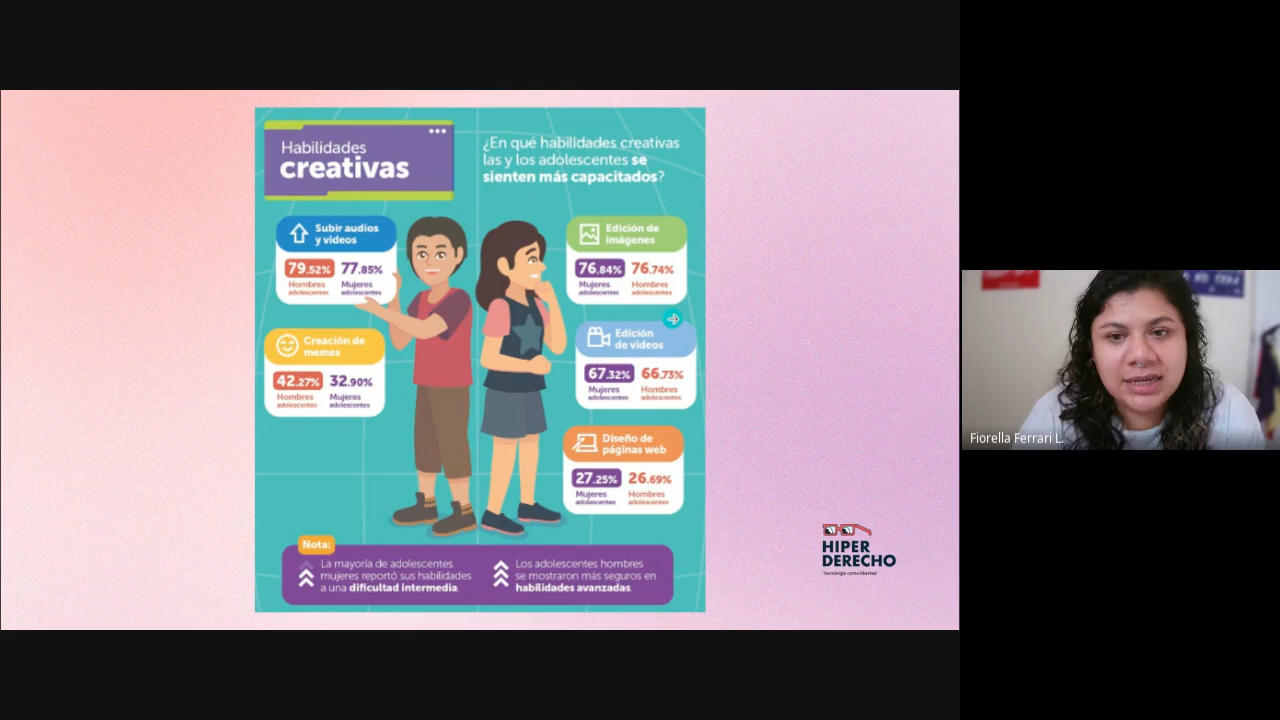 Habilidades
creativas
¿En qué habilidades creativas
las y los adolescentes se
sienten más capacitados?
Subir audios
y videos
79.52% 77.85%
Hombres Mujeres
adolescentes adolescentes
Creación de
memes
42.27% 32.90%
Hombres Mujeres
adolescentes adolescentes
Edición de
imágenes
76.84% 76.74%
Mujeres Hombres
adolescentes adolescentes
Edición
de videos
67.32% 66.73%
Mujeres Hombres
adolescentes adolescentes
Diseño de
páginas web
27.25% 26.69%
Mujeres Hombres
adolescentes adolescentes
Nota:
La mayoría de adolescentes
mujeres reportó sus habilidades
a una dificultad intermedia.
Los adolescentes hombres
se mostraron más seguros en
habilidades avanzadas.
HIPER
DERECHO
Tecnología como libertad
Fiorella Ferrari L.